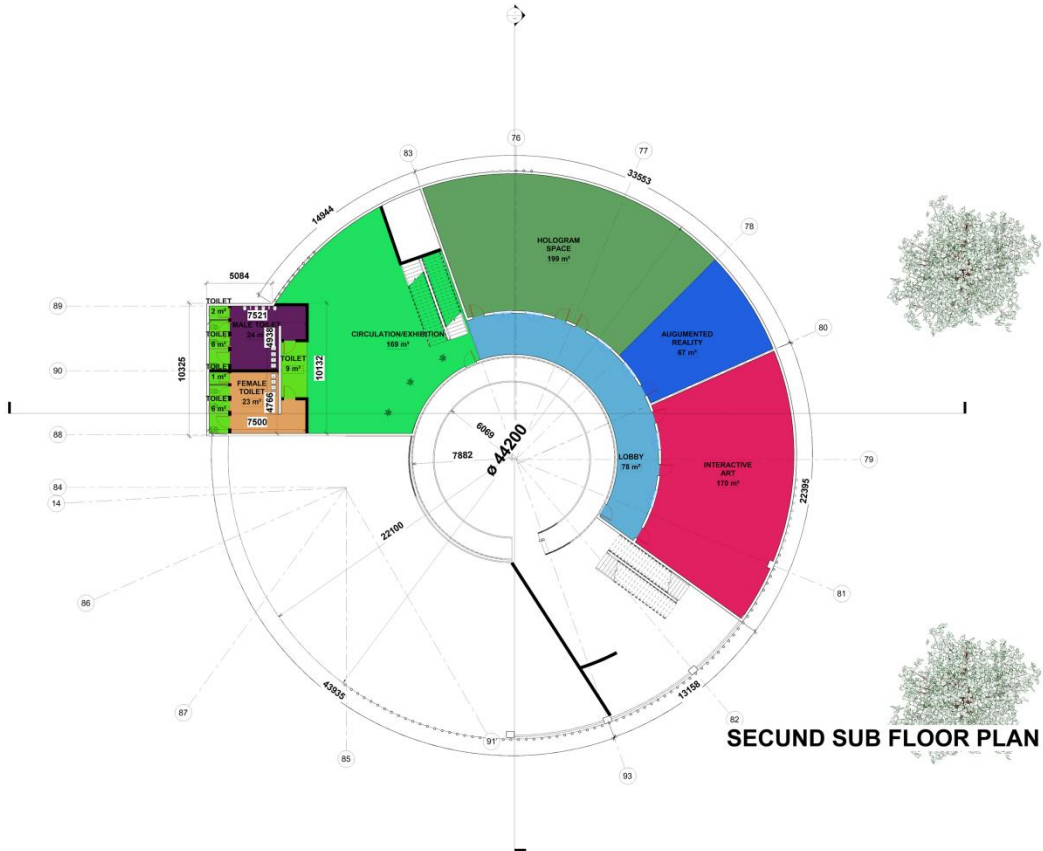 76
83
77
33553
14944
78
HOLOGRAM
SPACE
199 m²
5084
89
TOILET
2 m²
7521
MALE TOILET
24 m²
4938
CIRCULATION/EXHIBITION
169 m²
80
AUGUMENTED
REALITY
67 m²
TOILET
TOILET
9 m²
10132
10325
90
TOILET
1 m²
FEMALE
TOILET
23 m²
4766
TOILET
7500
I
I
88
6069
7882
ø 44200
LOBBY
78 m²
INTERACTIVE
ART
170 m²
79
22395
84
14
22100
86
81
87
43935
13158
82
91
85
93
SECUND SUB FLOOR PLAN